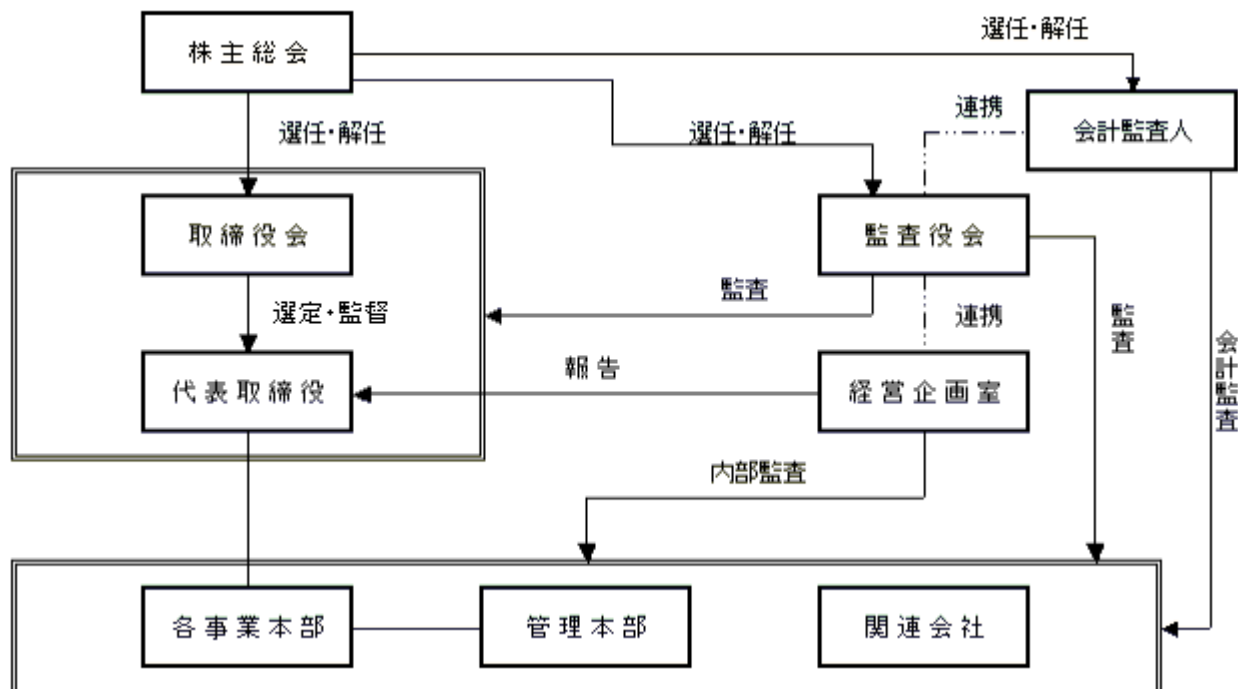 選任・解任
株主総会
連携
会計監査人
選任・解任
選任・解任
取締役会
監査役会
監査
選定・監督
連携
監査
会計監査
報告
代表取締役
経営企画室
内部監査
各事業本部
管理本部
関連会社